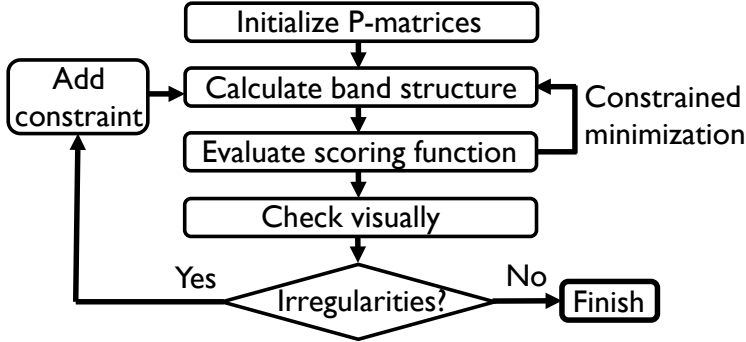 Initialize P-matrices
Add
constraint
Calculate band structure
Constrained
minimization
Evaluate scoring function
Check visually
Yes
Irregularities?
No
Finish